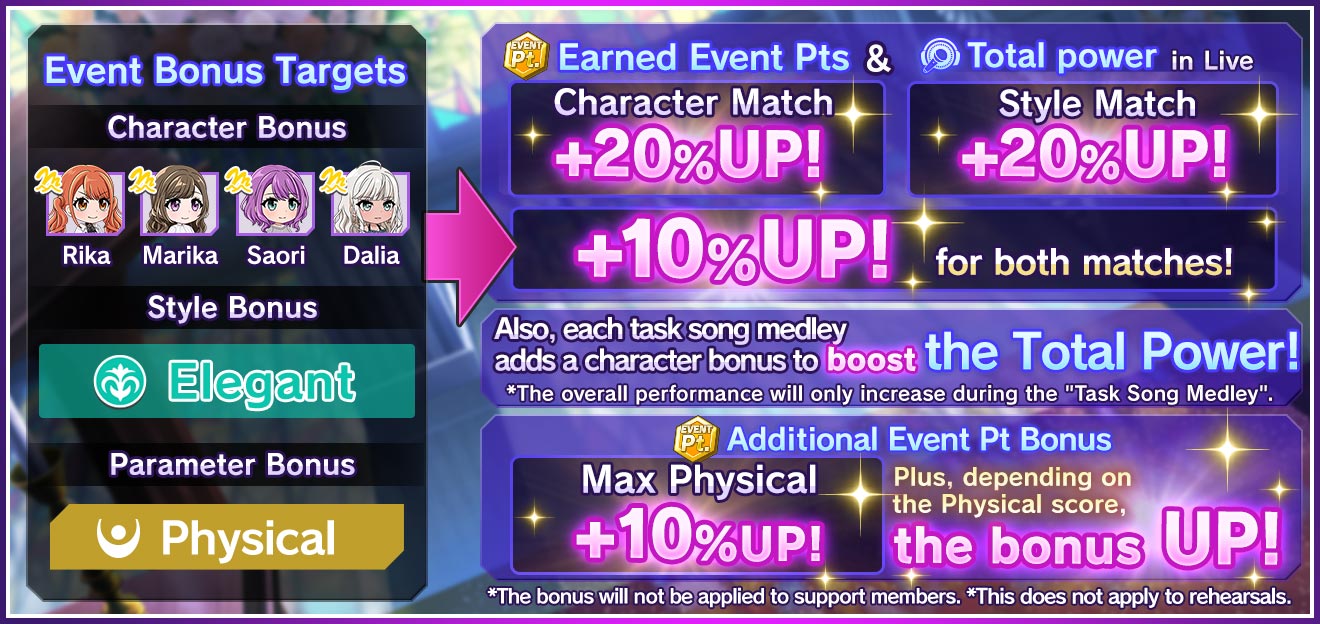 Event Bonus Targets
Character Bonus
Rika
Marika
Saori
Dalia
Style Bonus
Elegant
Parameter Bonus
Physical
EVENT Pt. Earned Event Pts & Total power in Live
Character Match
+20%UP!
Style Match
+20%UP!
+10%UP! for both matches!
Also, each task song medley
adds a character bonus to boost the Total Power!
*The overall performance will only increase during the "Task Song Medley".
EVENT Pt. Additional Event Pt Bonus
Max Physical
+10%UP!
Plus, depending on
the Physical score,
the bonus UP!
*The bonus will not be applied to support members. *This does not apply to rehearsals.